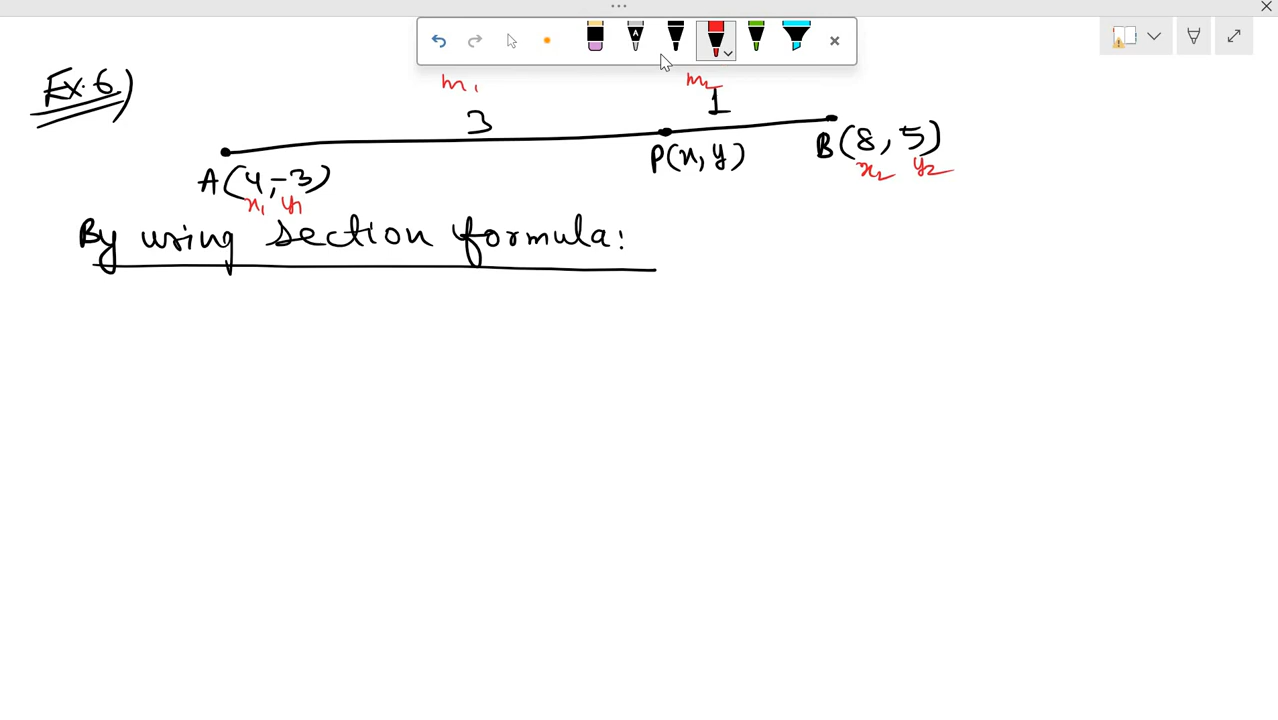 Ex.6)
m₁ m₂
3 1
A(4,-3) P(x,y) B(8,5)
x₁ y₁ x₂ y₂
By using section formula: